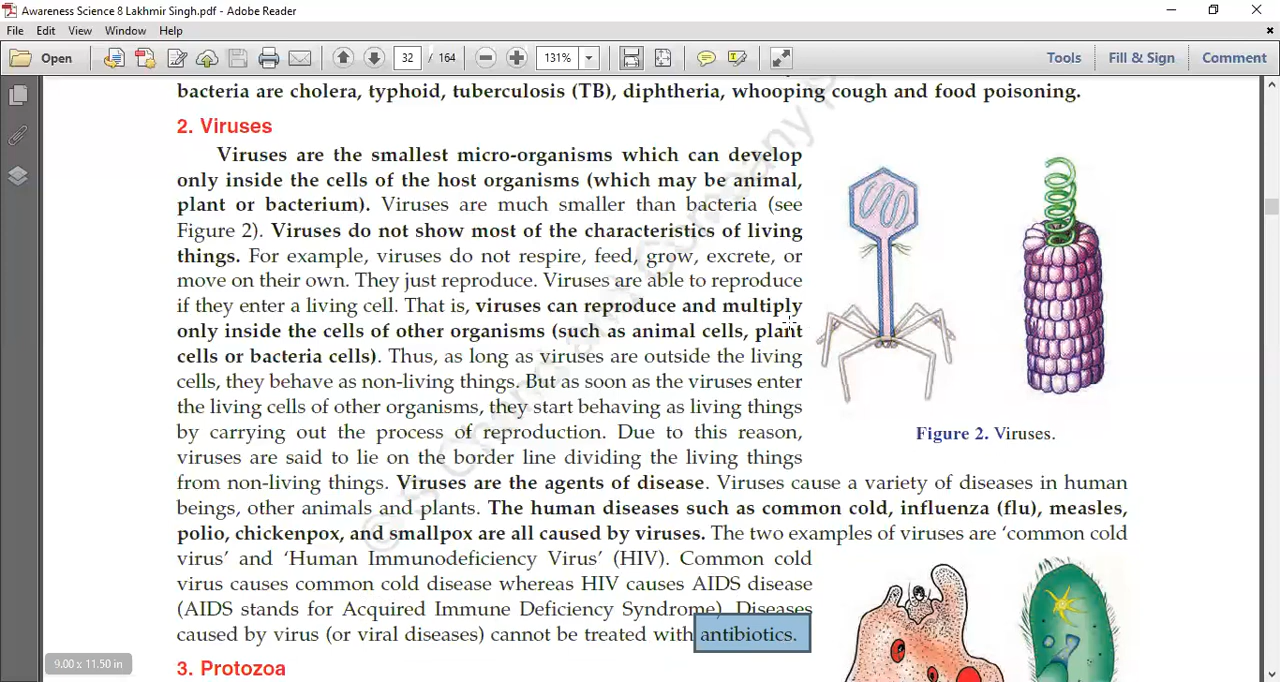 Awareness Science 8 Lakhmir Singh.pdf - Adobe Reader
File Edit View Window Help
Open 32 / 164 131% Tools Fill & Sign Comment
bacteria are cholera, typhoid, tuberculosis (TB), diphtheria, whooping cough and food poisoning.
2. Viruses
Viruses are the smallest micro-organisms which can develop
only inside the cells of the host organisms (which may be animal,
plant or bacterium). Viruses are much smaller than bacteria (see
Figure 2). Viruses do not show most of the characteristics of living
things. For example, viruses do not respire, feed, grow, excrete, or
move on their own. They just reproduce. Viruses are able to reproduce
if they enter a living cell. That is, viruses can reproduce and multiply
only inside the cells of other organisms (such as animal cells, plant
cells or bacteria cells). Thus, as long as viruses are outside the living
cells, they behave as non-living things. But as soon as the viruses enter
the living cells of other organisms, they start behaving as living things
by carrying out the process of reproduction. Due to this reason,
viruses are said to lie on the border line dividing the living things
from non-living things. Viruses are the agents of disease. Viruses cause a variety of diseases in human
beings, other animals and plants. The human diseases such as common cold, influenza (flu), measles,
polio, chickenpox, and smallpox are all caused by viruses. The two examples of viruses are ‘common cold
virus’ and ‘Human Immunodeficiency Virus’ (HIV). Common cold
virus causes common cold disease whereas HIV causes AIDS disease
(AIDS stands for Acquired Immune Deficiency Syndrome). Diseases
caused by virus (or viral diseases) cannot be treated with antibiotics.
Figure 2. Viruses.
3. Protozoa
9.00 x 11.50 in